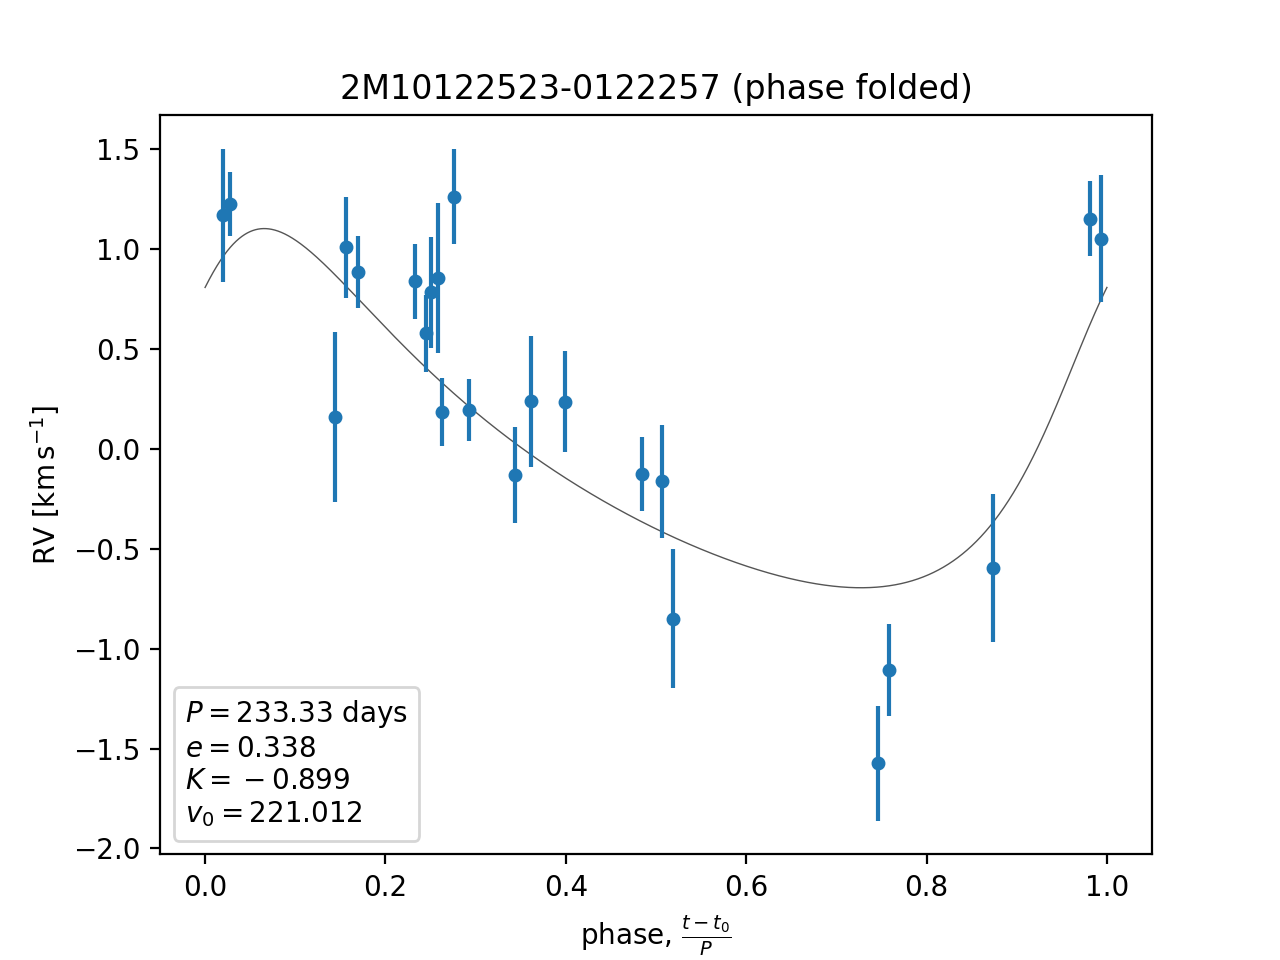 2M10122523-0122257 (phase folded)
RV [km s⁻¹]
1.5
1.0
0.5
0.0
−0.5
−1.0
−1.5
−2.0
P = 233.33 days
e = 0.338
K = −0.899
v₀ = 221.012
0.0 0.2 0.4 0.6 0.8 1.0
phase, \frac{t − t₀}{P}